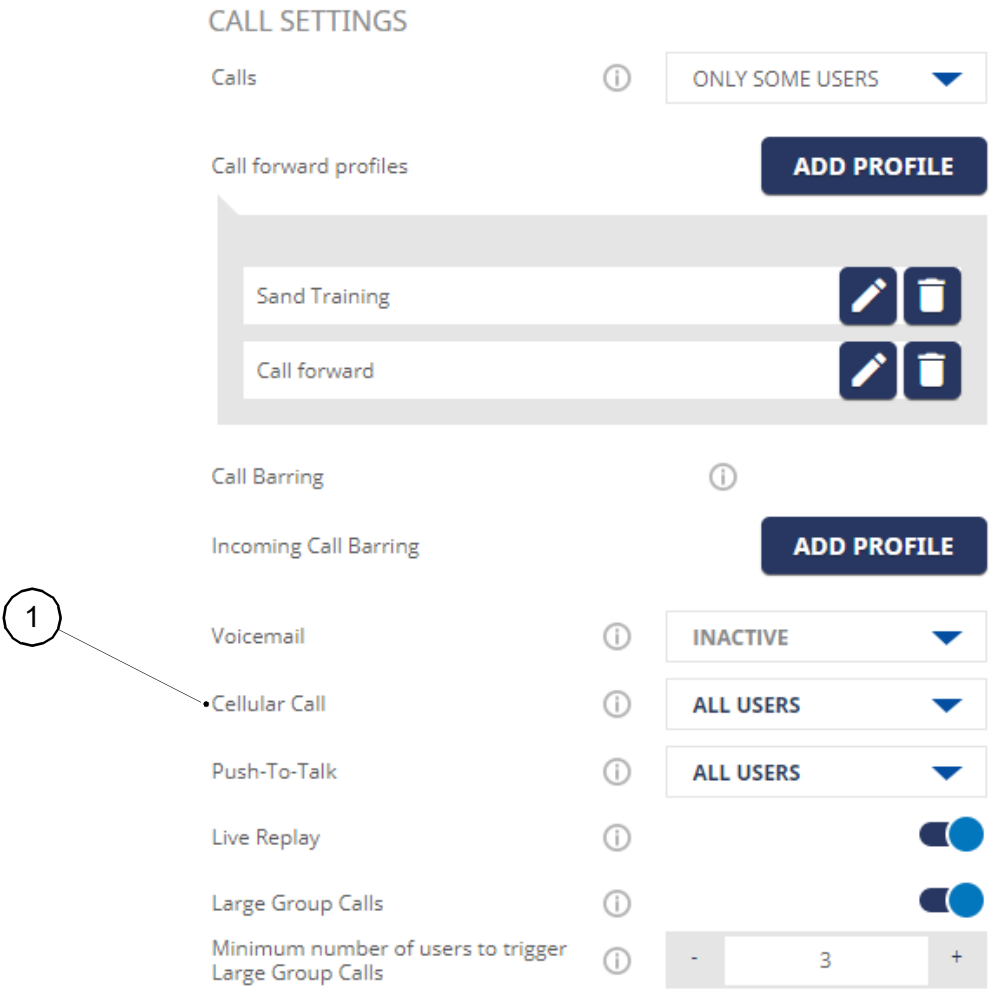 CALL SETTINGS
Calls
ONLY SOME USERS
Call forward profiles
ADD PROFILE
Sand Training
Call forward
Call Barring
Incoming Call Barring
ADD PROFILE
1
Voicemail
INACTIVE
Cellular Call
ALL USERS
Push-To-Talk
ALL USERS
Live Replay
Large Group Calls
Minimum number of users to trigger
Large Group Calls
- 3 +